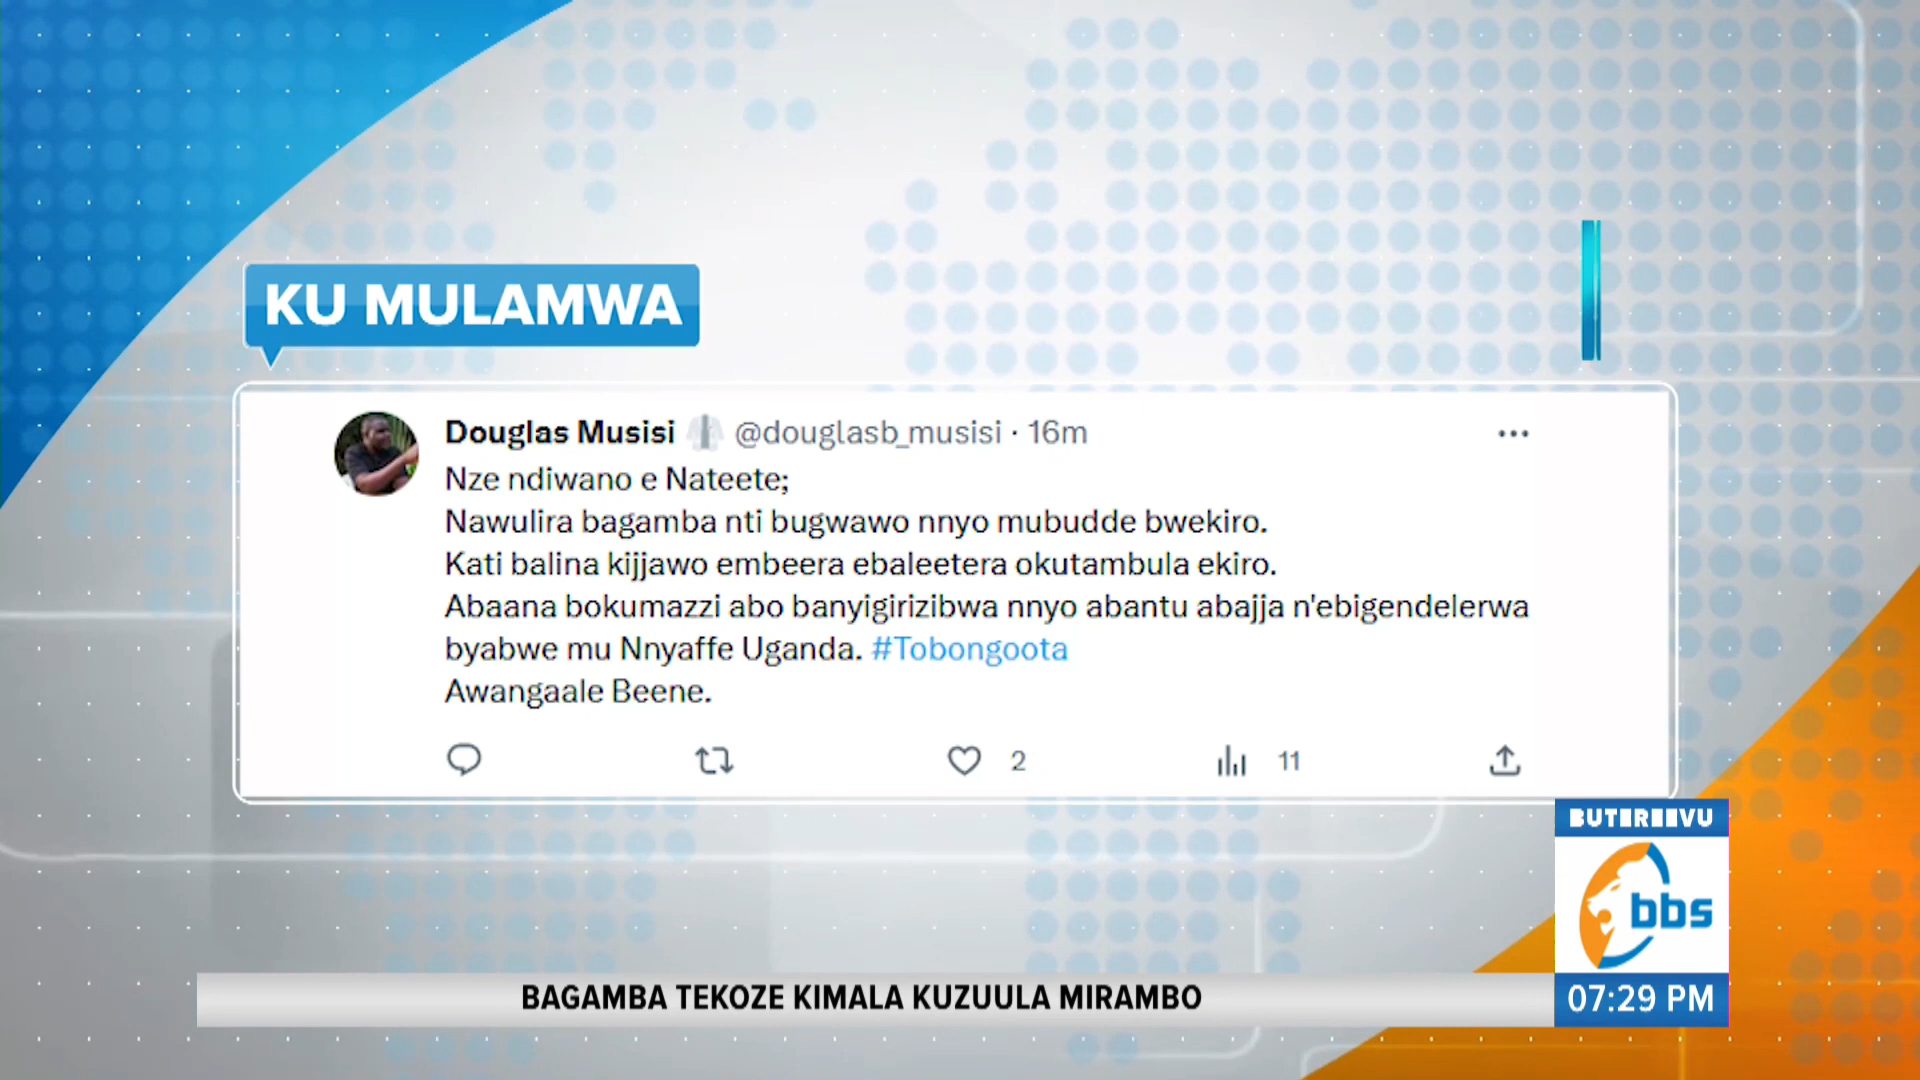 KU MULAMWA
Douglas Musisi @douglasb_musisi · 16m
Nze ndiwano e Nateete;
Nawulira bagamba nti bugwawo nnyo mubudde bwekiro.
Kati balina kijjawo embeera ebaleetera okutambula ekiro.
Abaana bokumazzi abo banyigirizibwa nnyo abantu abajja n'ebigendelerwa
byabwe mu Nnyaffe Uganda. #Tobongoota
Awangaale Beene.
2 11
BUTEREEVU
bbs
BAGAMBA TEKOZE KIMALA KUZUULA MIRAMBO
07:29 PM